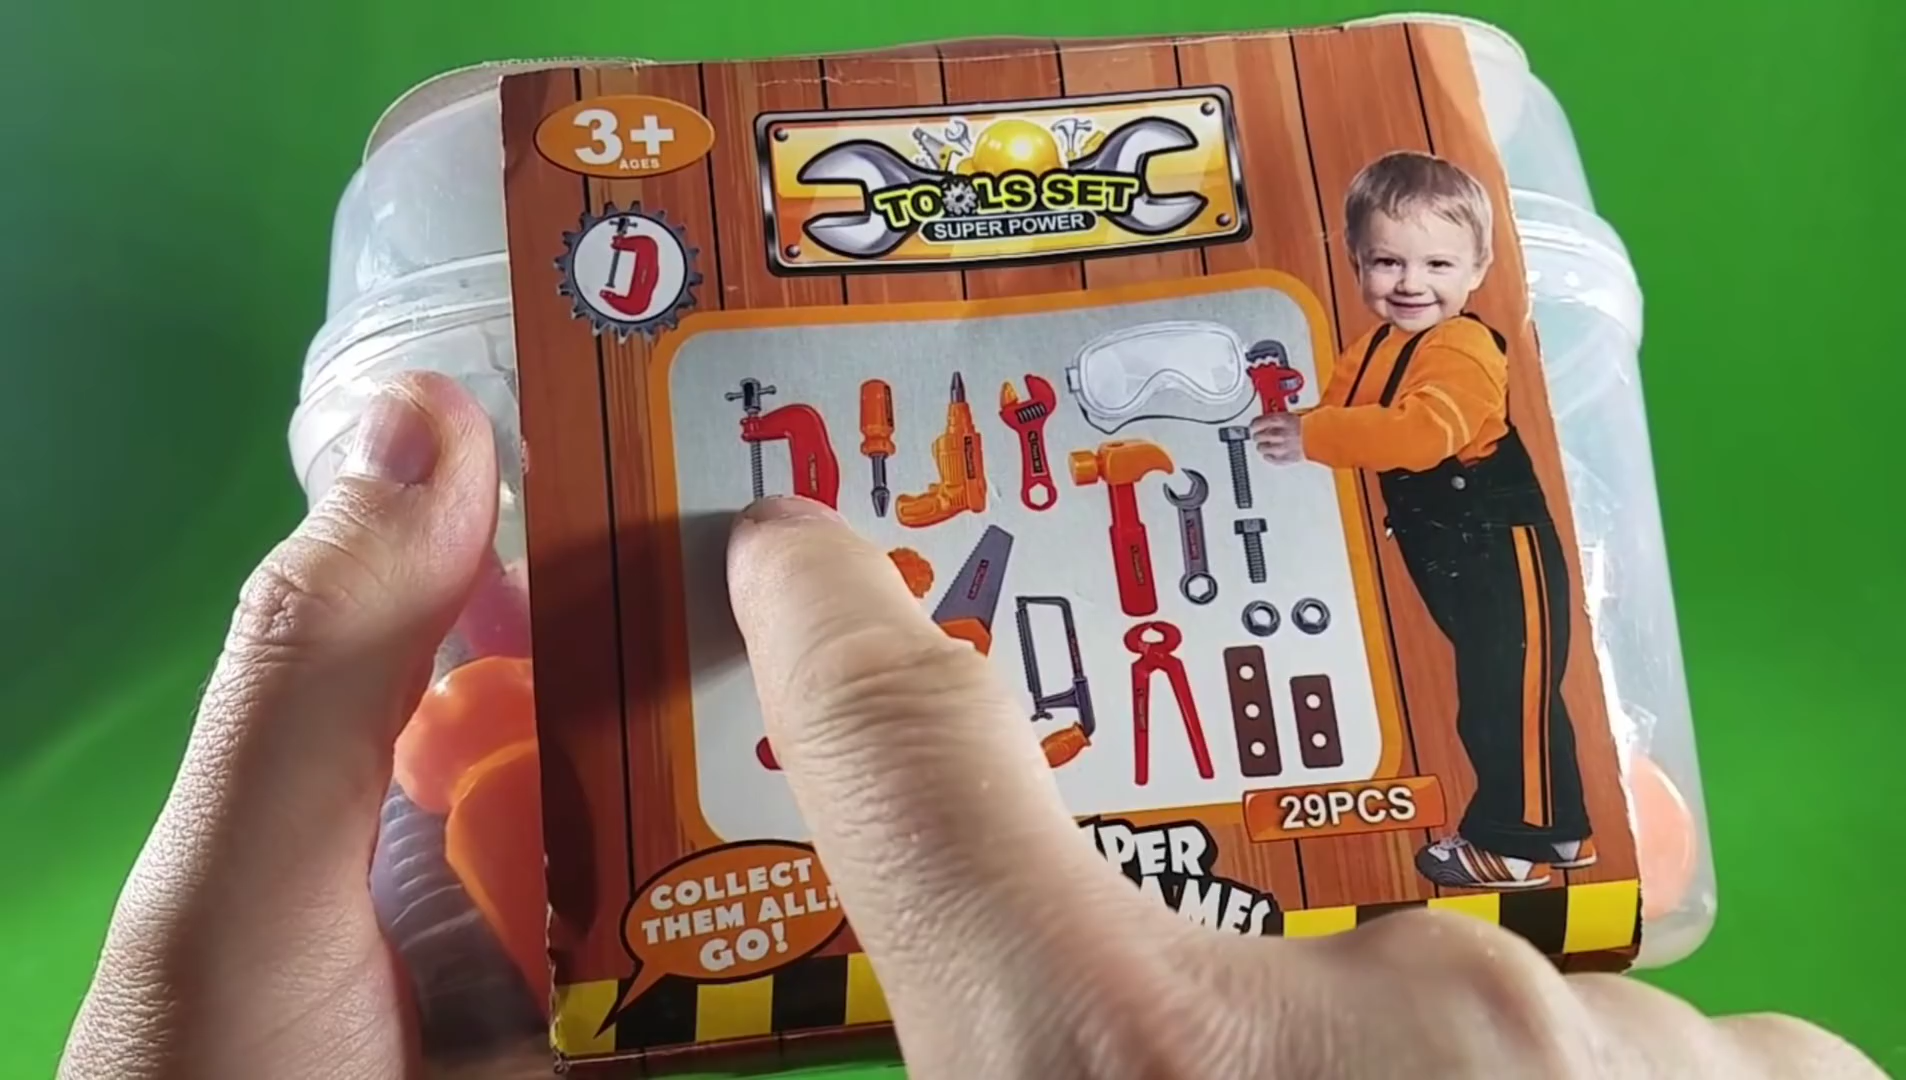 3+
AGES
TOOLS SET
SUPER POWER
29PCS
COLLECT
THEM ALL!
GO!